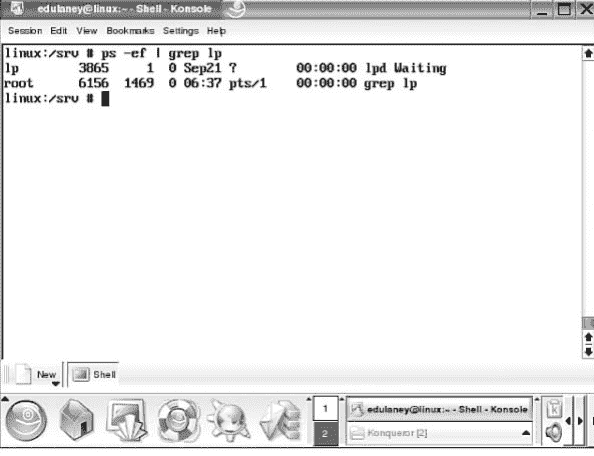 edulaney@linux:~ - Shell - Konsole
Session Edit View Bookmarks Settings Help
linux:/srv # ps -ef | grep lp
lp 3865 1 0 Sep21 ? 00:00:00 lpd Waiting
root 6156 1469 0 06:37 pts/1 00:00:00 grep lp
linux:/srv #
New Shell
1 edulaney@linux:~ - Shell - Konsole
2 Konqueror [2]